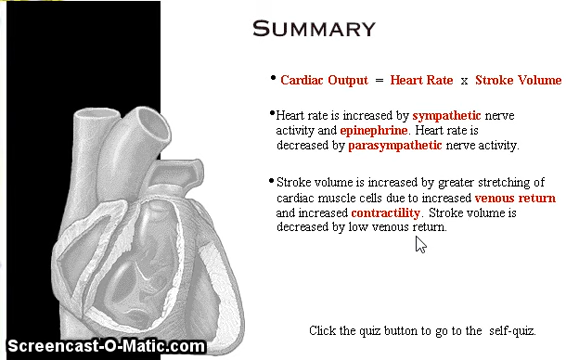 SUMMARY
• Cardiac Output = Heart Rate x Stroke Volume
•Heart rate is increased by sympathetic nerve
activity and epinephrine. Heart rate is
decreased by parasympathetic nerve activity.
•Stroke volume is increased by greater stretching of
cardiac muscle cells due to increased venous return
and increased contractility. Stroke volume is
decreased by low venous return.
Click the quiz button to go to the self-quiz.
Screencast-O-Matic.com